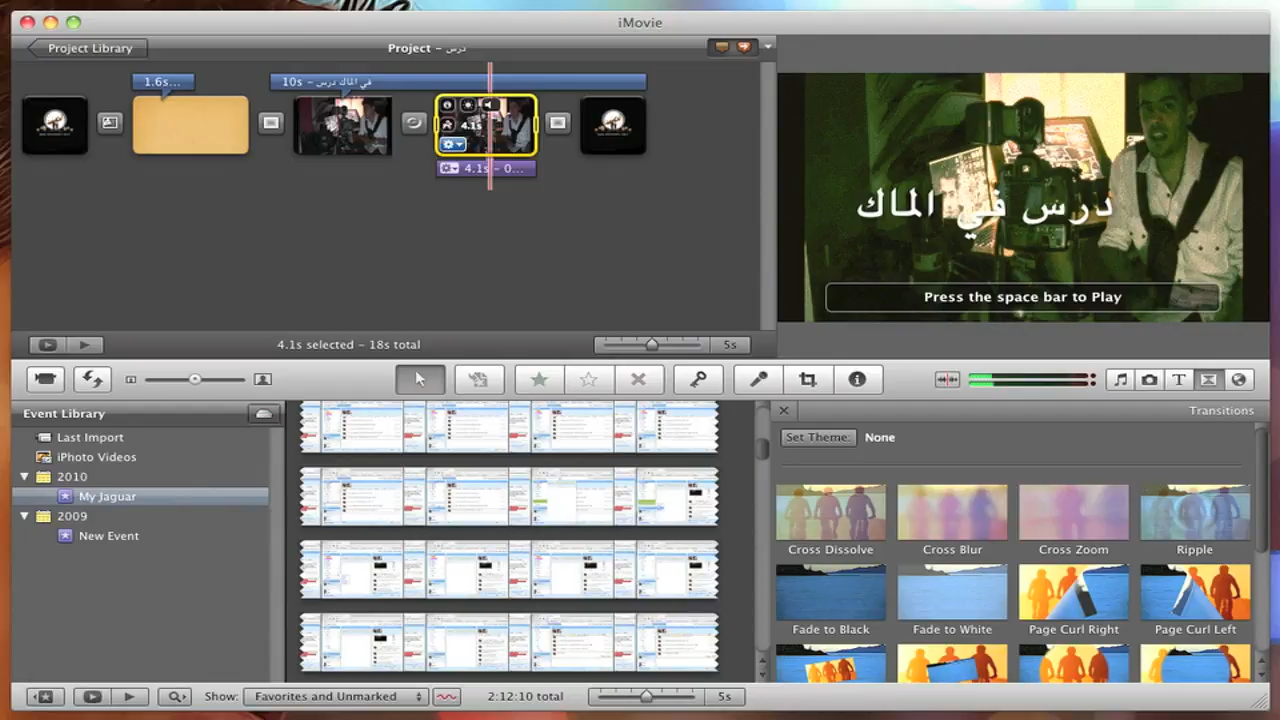 iMovie
Project Library
Project – درس
1.6s...
10s – في الماك درس
4.1s
4.1s – 0...
درس في الماك
Press the space bar to Play
4.1s selected – 18s total
5s
Event Library
Transitions
Last Import
iPhoto Videos
2010
My Jaguar
2009
New Event
Set Theme: None
Cross Dissolve
Cross Blur
Cross Zoom
Ripple
Fade to Black
Fade to White
Page Curl Right
Page Curl Left
Show: Favorites and Unmarked
2:12:10 total
5s